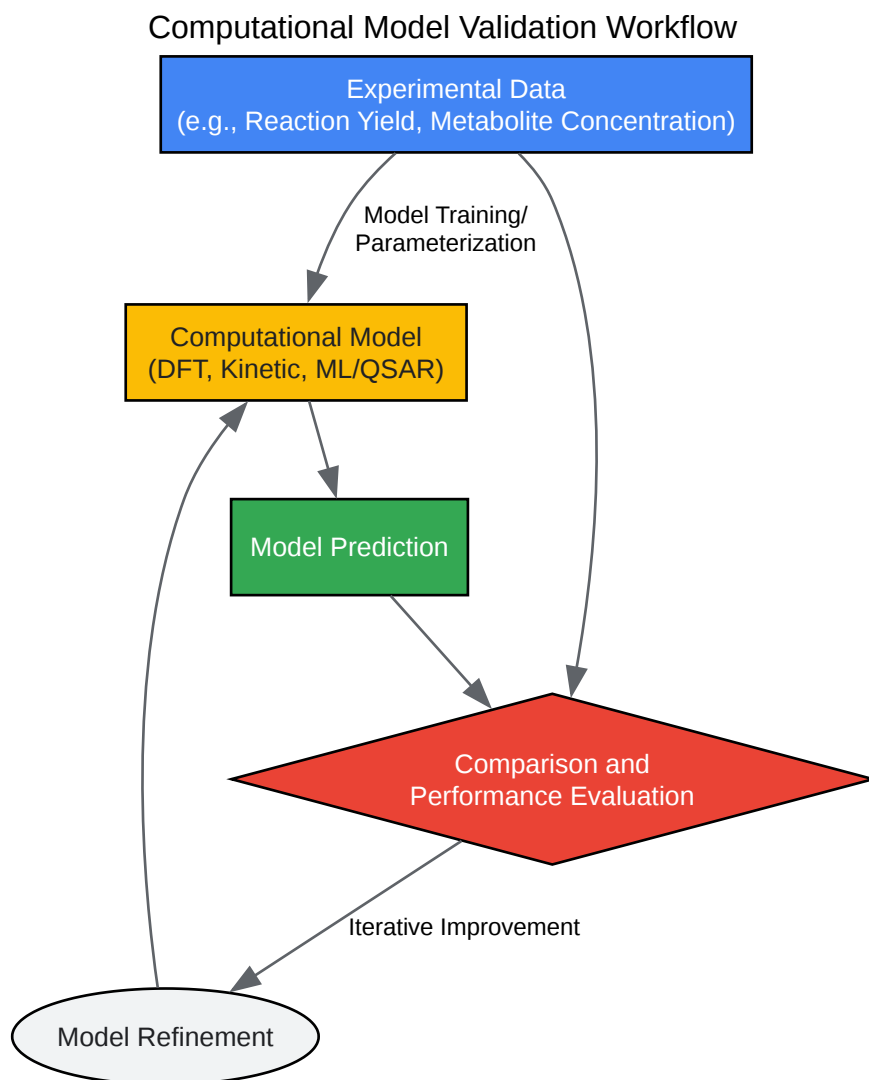 Computational Model Validation Workflow
Experimental Data
(e.g., Reaction Yield, Metabolite Concentration)
Model Training/
Parameterization
Computational Model
(DFT, Kinetic, ML/QSAR)
Model Prediction
Comparison and
Performance Evaluation
Iterative Improvement
Model Refinement